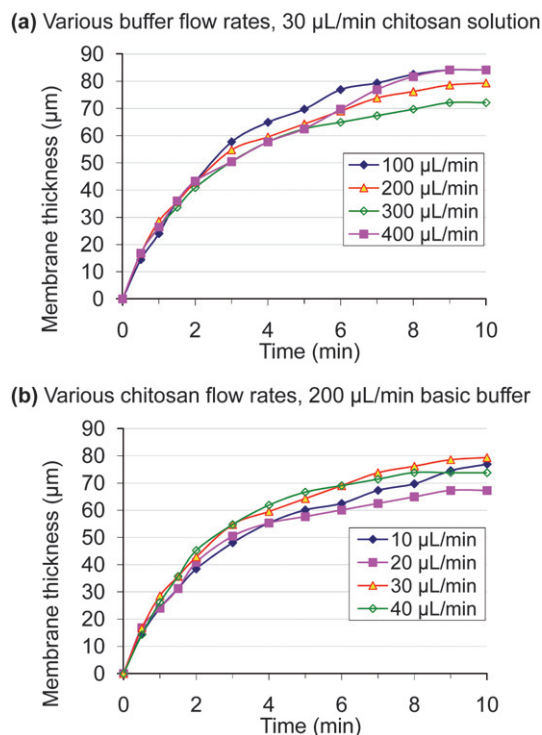 (a) Various buffer flow rates, 30 µL/min chitosan solution
Membrane thickness (µm)
90
80
70
60
50
40
30
20
10
0
100 µL/min
200 µL/min
300 µL/min
400 µL/min
0 2 4 6 8 10
Time (min)
(b) Various chitosan flow rates, 200 µL/min basic buffer
Membrane thickness (µm)
90
80
70
60
50
40
30
20
10
0
10 µL/min
20 µL/min
30 µL/min
40 µL/min
0 2 4 6 8 10
Time (min)